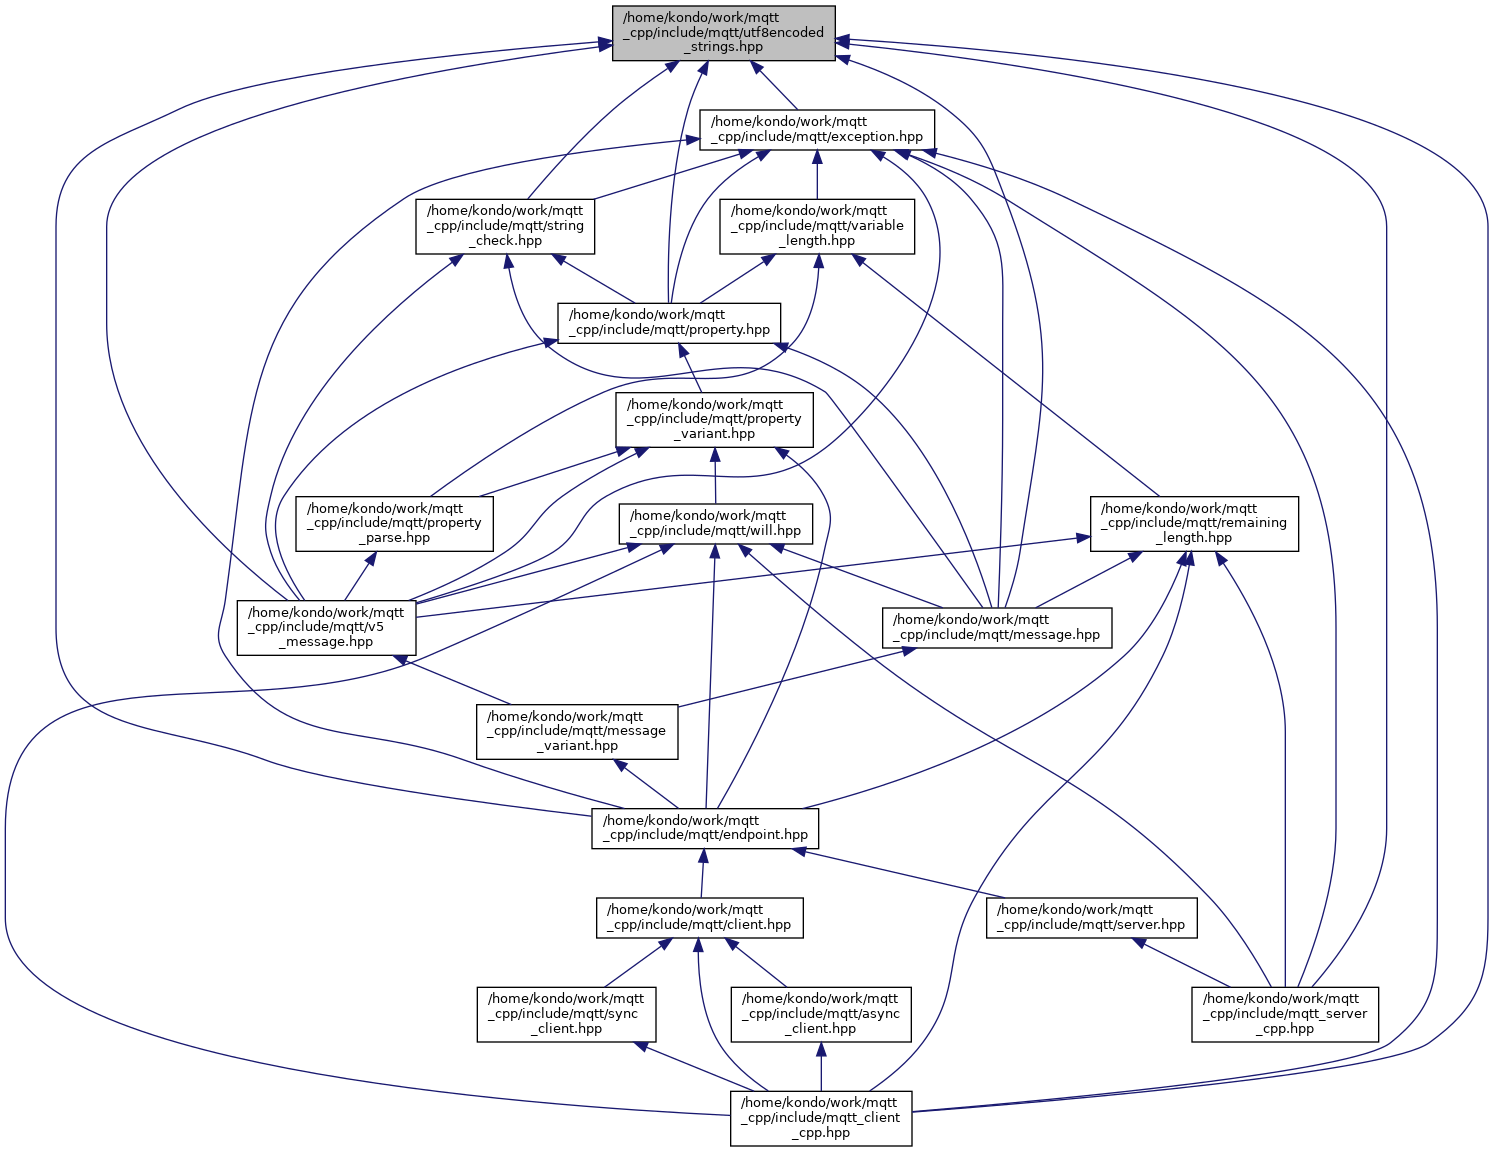 /home/kondo/work/mqtt
_cpp/include/mqtt/utf8encoded
_strings.hpp
/home/kondo/work/mqtt
_cpp/include/mqtt/exception.hpp
/home/kondo/work/mqtt
_cpp/include/mqtt/string
_check.hpp
/home/kondo/work/mqtt
_cpp/include/mqtt/variable
_length.hpp
/home/kondo/work/mqtt
_cpp/include/mqtt/property.hpp
/home/kondo/work/mqtt
_cpp/include/mqtt/property
_variant.hpp
/home/kondo/work/mqtt
_cpp/include/mqtt/property
_parse.hpp
/home/kondo/work/mqtt
_cpp/include/mqtt/will.hpp
/home/kondo/work/mqtt
_cpp/include/mqtt/remaining
_length.hpp
/home/kondo/work/mqtt
_cpp/include/mqtt/v5
_message.hpp
/home/kondo/work/mqtt
_cpp/include/mqtt/message.hpp
/home/kondo/work/mqtt
_cpp/include/mqtt/message
_variant.hpp
/home/kondo/work/mqtt
_cpp/include/mqtt/endpoint.hpp
/home/kondo/work/mqtt
_cpp/include/mqtt/client.hpp
/home/kondo/work/mqtt
_cpp/include/mqtt/server.hpp
/home/kondo/work/mqtt
_cpp/include/mqtt/sync
_client.hpp
/home/kondo/work/mqtt
_cpp/include/mqtt/async
_client.hpp
/home/kondo/work/mqtt
_cpp/include/mqtt_server
_cpp.hpp
/home/kondo/work/mqtt
_cpp/include/mqtt_client
_cpp.hpp